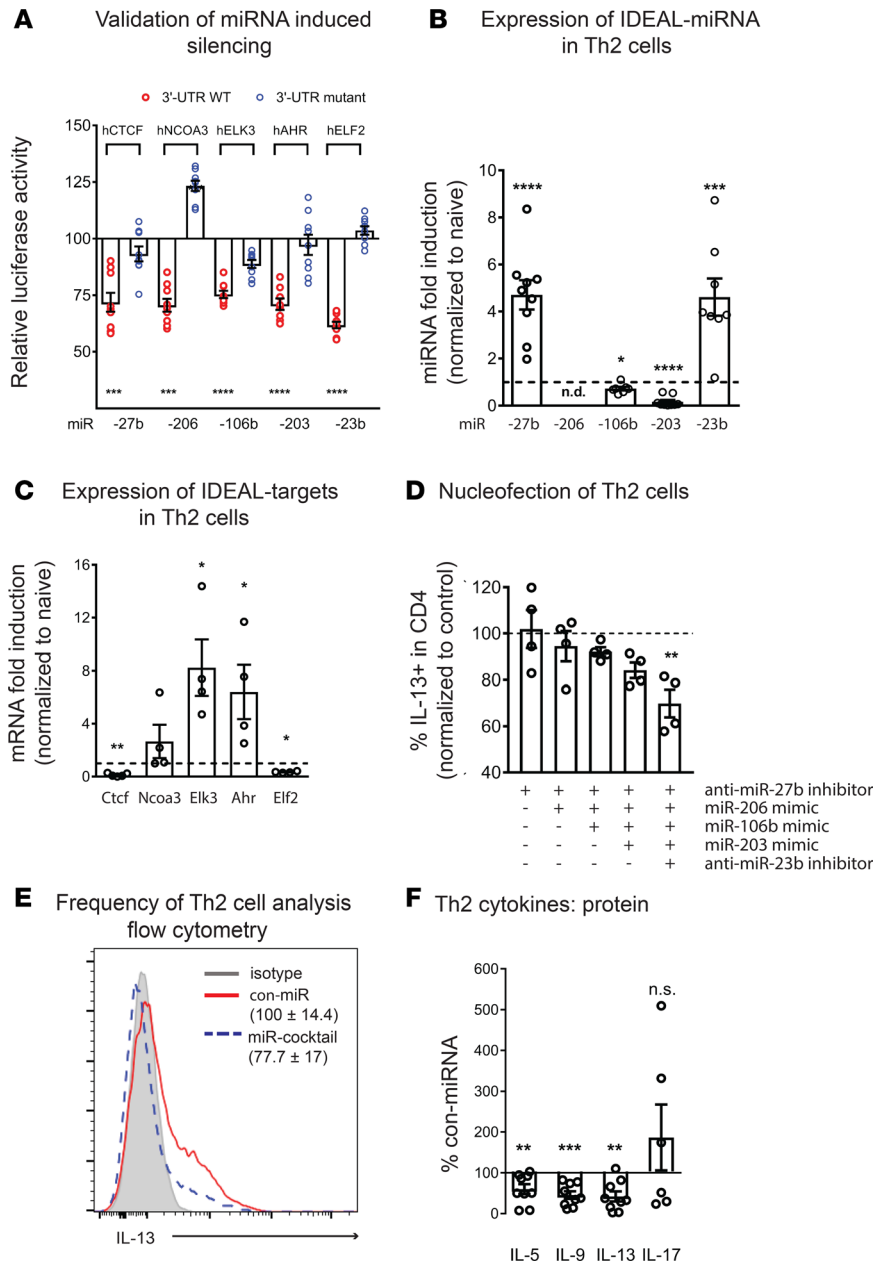 A
Validation of miRNA induced
silencing
3'-UTR WT
3'-UTR mutant
hCTCF
hNCOA3
hELK3
hAHR
hELF2
Relative luciferase activity
150
125
100
75
50
***
***
****
****
****
miR
-27b
-206
-106b
-203
-23b
B
Expression of IDEAL-miRNA
in Th2 cells
miRNA fold induction
(normalized to naive)
10
8
6
4
2
0
****
n.d.
*
****
***
miR
-27b
-206
-106b
-203
-23b
C
Expression of IDEAL-targets
in Th2 cells
mRNA fold induction
(normalized to naive)
16
12
8
4
0
**
*
*
*
Ctcf
Ncoa3
Elk3
Ahr
Elf2
D
Nucleofection of Th2 cells
% IL-13+ in CD4
(normalized to control)
120
100
80
60
40
**
+ + + + + anti-miR-27b inhibitor
- + + + + miR-206 mimic
- - + + + miR-106b mimic
- - - + + miR-203 mimic
- - - - + anti-miR-23b inhibitor
E
Frequency of Th2 cell analysis
flow cytometry
isotype
con-miR
(100 ± 14.4)
miR-cocktail
(77.7 ± 17)
IL-13
F
Th2 cytokines: protein
% con-miRNA
600
500
400
300
200
100
0
**
***
**
n.s.
IL-5
IL-9
IL-13
IL-17